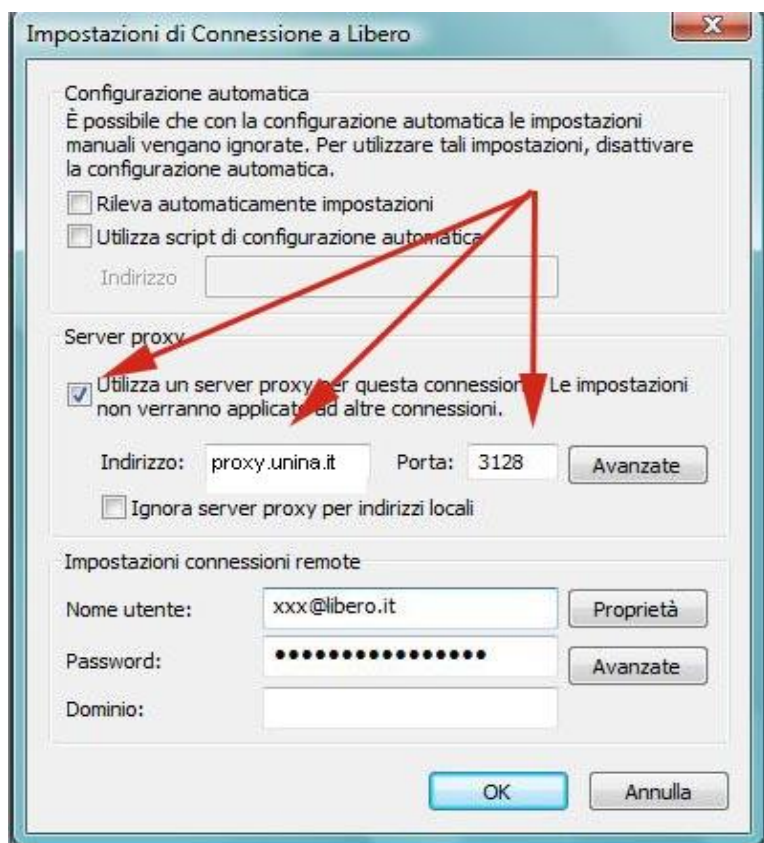 Impostazioni di Connessione a Libero
Configurazione automatica
È possibile che con la configurazione automatica le impostazioni
manuali vengano ignorate. Per utilizzare tali impostazioni, disattivare
la configurazione automatica.
Rileva automaticamente impostazioni
Utilizza script di configurazione automatica
Indirizzo
Server proxy
Utilizza un server proxy per questa connessione. Le impostazioni
non verranno applicate ad altre connessioni.
Indirizzo: proxy.unina.it Porta: 3128 Avanzate
Ignora server proxy per indirizzi locali
Impostazioni connessioni remote
Nome utente: xxx@libero.it Proprietà
Password: ●●●●●●●●●●●●●●●● Avanzate
Dominio:
OK Annulla